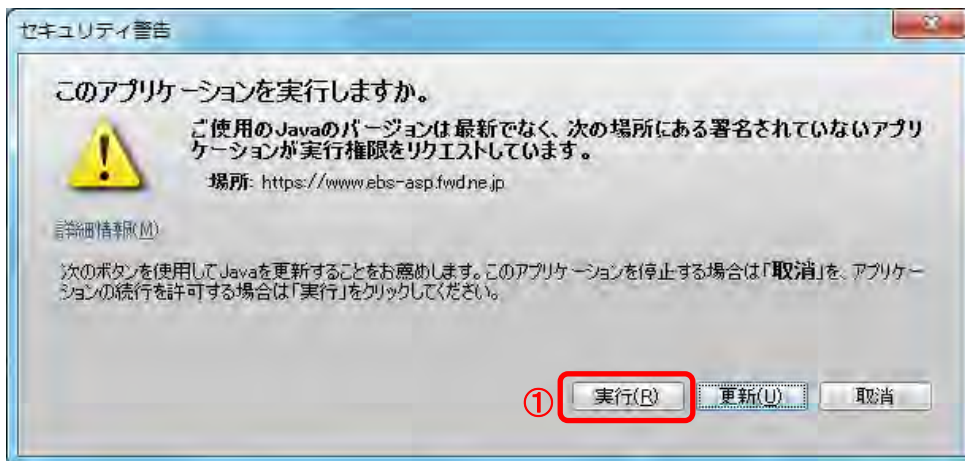 セキュリティ警告
このアプリケーションを実行しますか。
ご使用のJavaのバージョンは最新でなく、次の場所にある署名されていないアプリ
ケーションが実行権限をリクエストしています。
場所: https://www.ebs-asp.fwd.ne.jp
詳細情報(M)
次のボタンを使用してJavaを更新することをお薦めします。このアプリケーションを停止する場合は「取消」を、アプリケー
ションの続行を許可する場合は「実行」をクリックしてください。
① 実行(R) 更新(U) 取消